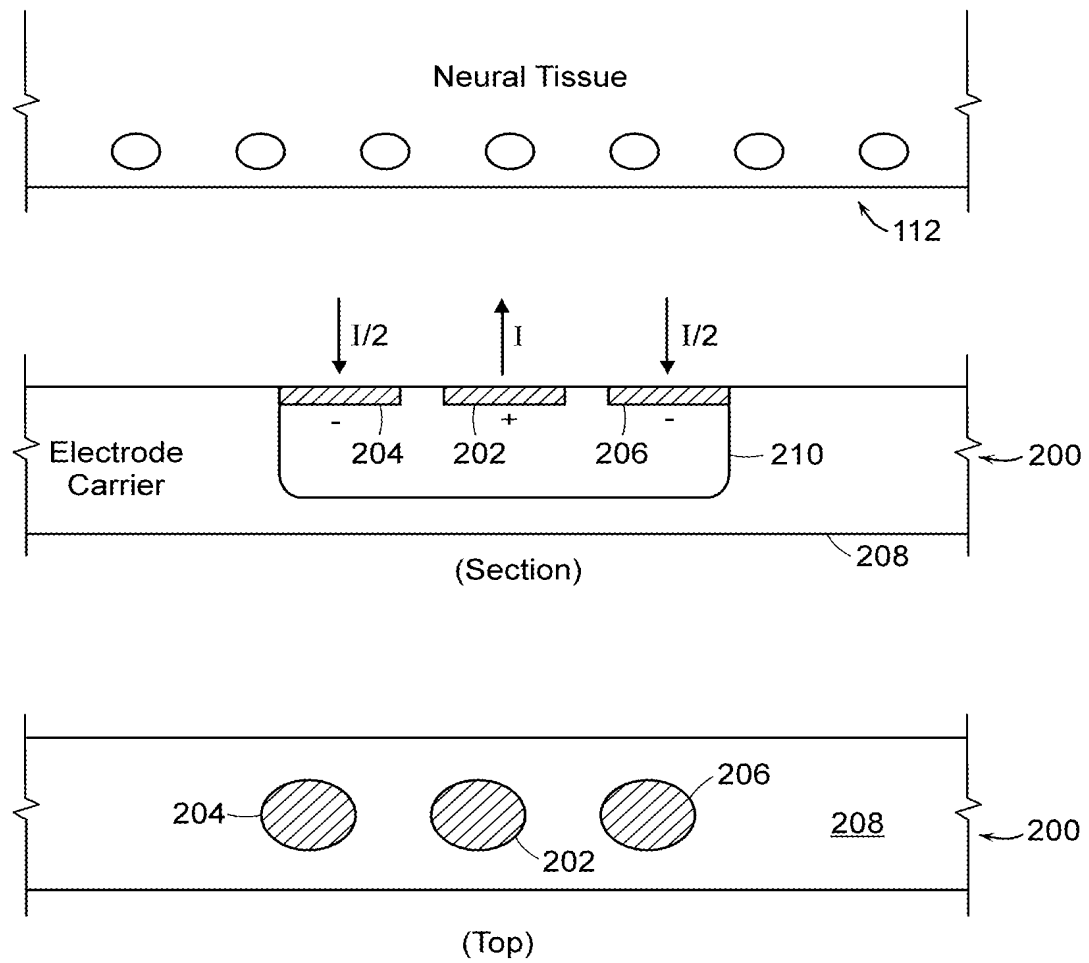 Neural Tissue
112
I/2 I I/2
- + -
204 202 206 210
Electrode
Carrier
200
208
(Section)
206
204
208
200
202
(Top)